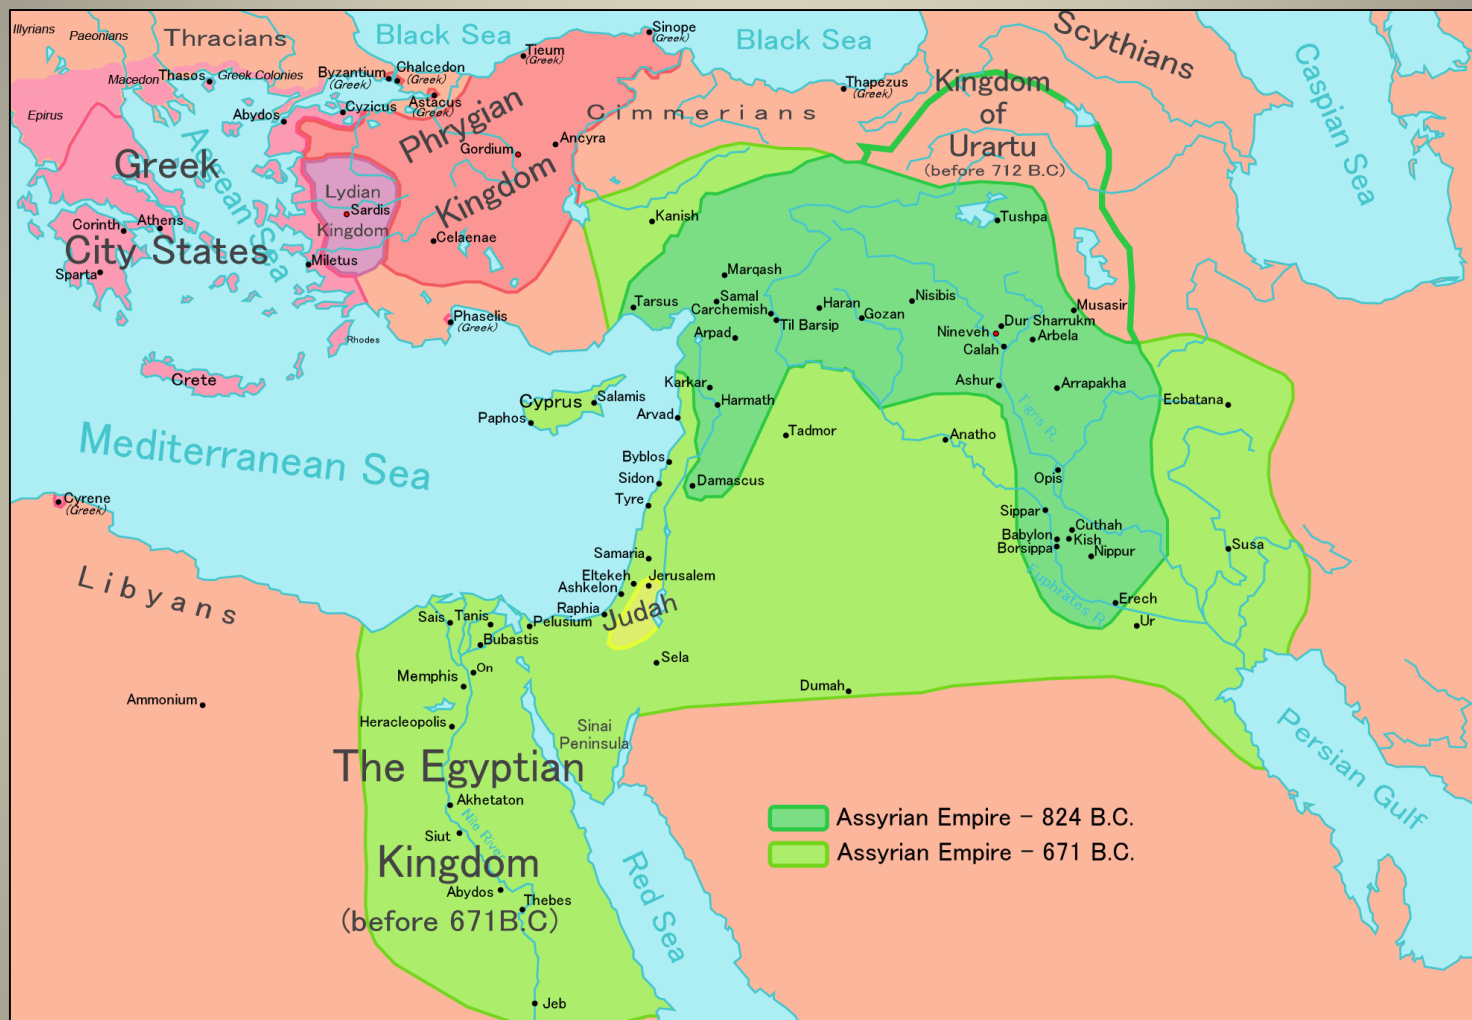 Illyrians
Paeonians
Thracians
Black Sea
Sinope
(Greek)
Black Sea
Scythians
Caspian Sea
Tieum
(Greek)
Macedon
Thasos
Greek Colonies
Byzantium
(Greek)
Chalcedon
(Greek)
Astacus
(Greek)
Thapezus
(Greek)
Kingdom
of
Urartu
(before 712 B.C)
Epirus
Abydos
Cyzicus
Cimmerians
Phrygian
Kingdom
Gordium
Ancyra
Greek
City States
Aegean Sea
Lydian
Kingdom
Sardis
Corinth
Athens
Sparta
Miletus
Celaenae
Kanish
Tushpa
Phaselis
(Greek)
Rhodes
Crete
Tarsus
Marqash
Samal
Carchemish
Til Barsip
Arpad
Haran
Gozan
Nisibis
Musasir
Dur Sharrukm
Nineveh
Arbela
Calah
Ashur
Arrapakha
Ecbatana
Karkar
Harmath
Arvad
Cyprus
Salamis
Paphos
Tadmor
Anatho
Tigris R.
Mediterranean Sea
Byblos
Sidon
Tyre
Damascus
Opis
Sippar
Cuthah
Babylon
Kish
Borsippa
Nippur
Susa
Cyrene
(Greek)
Libyans
Samaria
Eltekeh
Jerusalem
Ashkelon
Raphia
Judah
Euphrates R.
Erech
Ur
Sais
Tanis
Pelusium
Bubastis
On
Memphis
Sela
Dumah
Ammonium
Heracleopolis
Sinai
Peninsula
The Egyptian
Kingdom
(before 671B.C)
Akhetaton
Nile River
Siut
Abydos
Thebes
Jeb
Red Sea
Persian Gulf
Assyrian Empire - 824 B.C.
Assyrian Empire - 671 B.C.